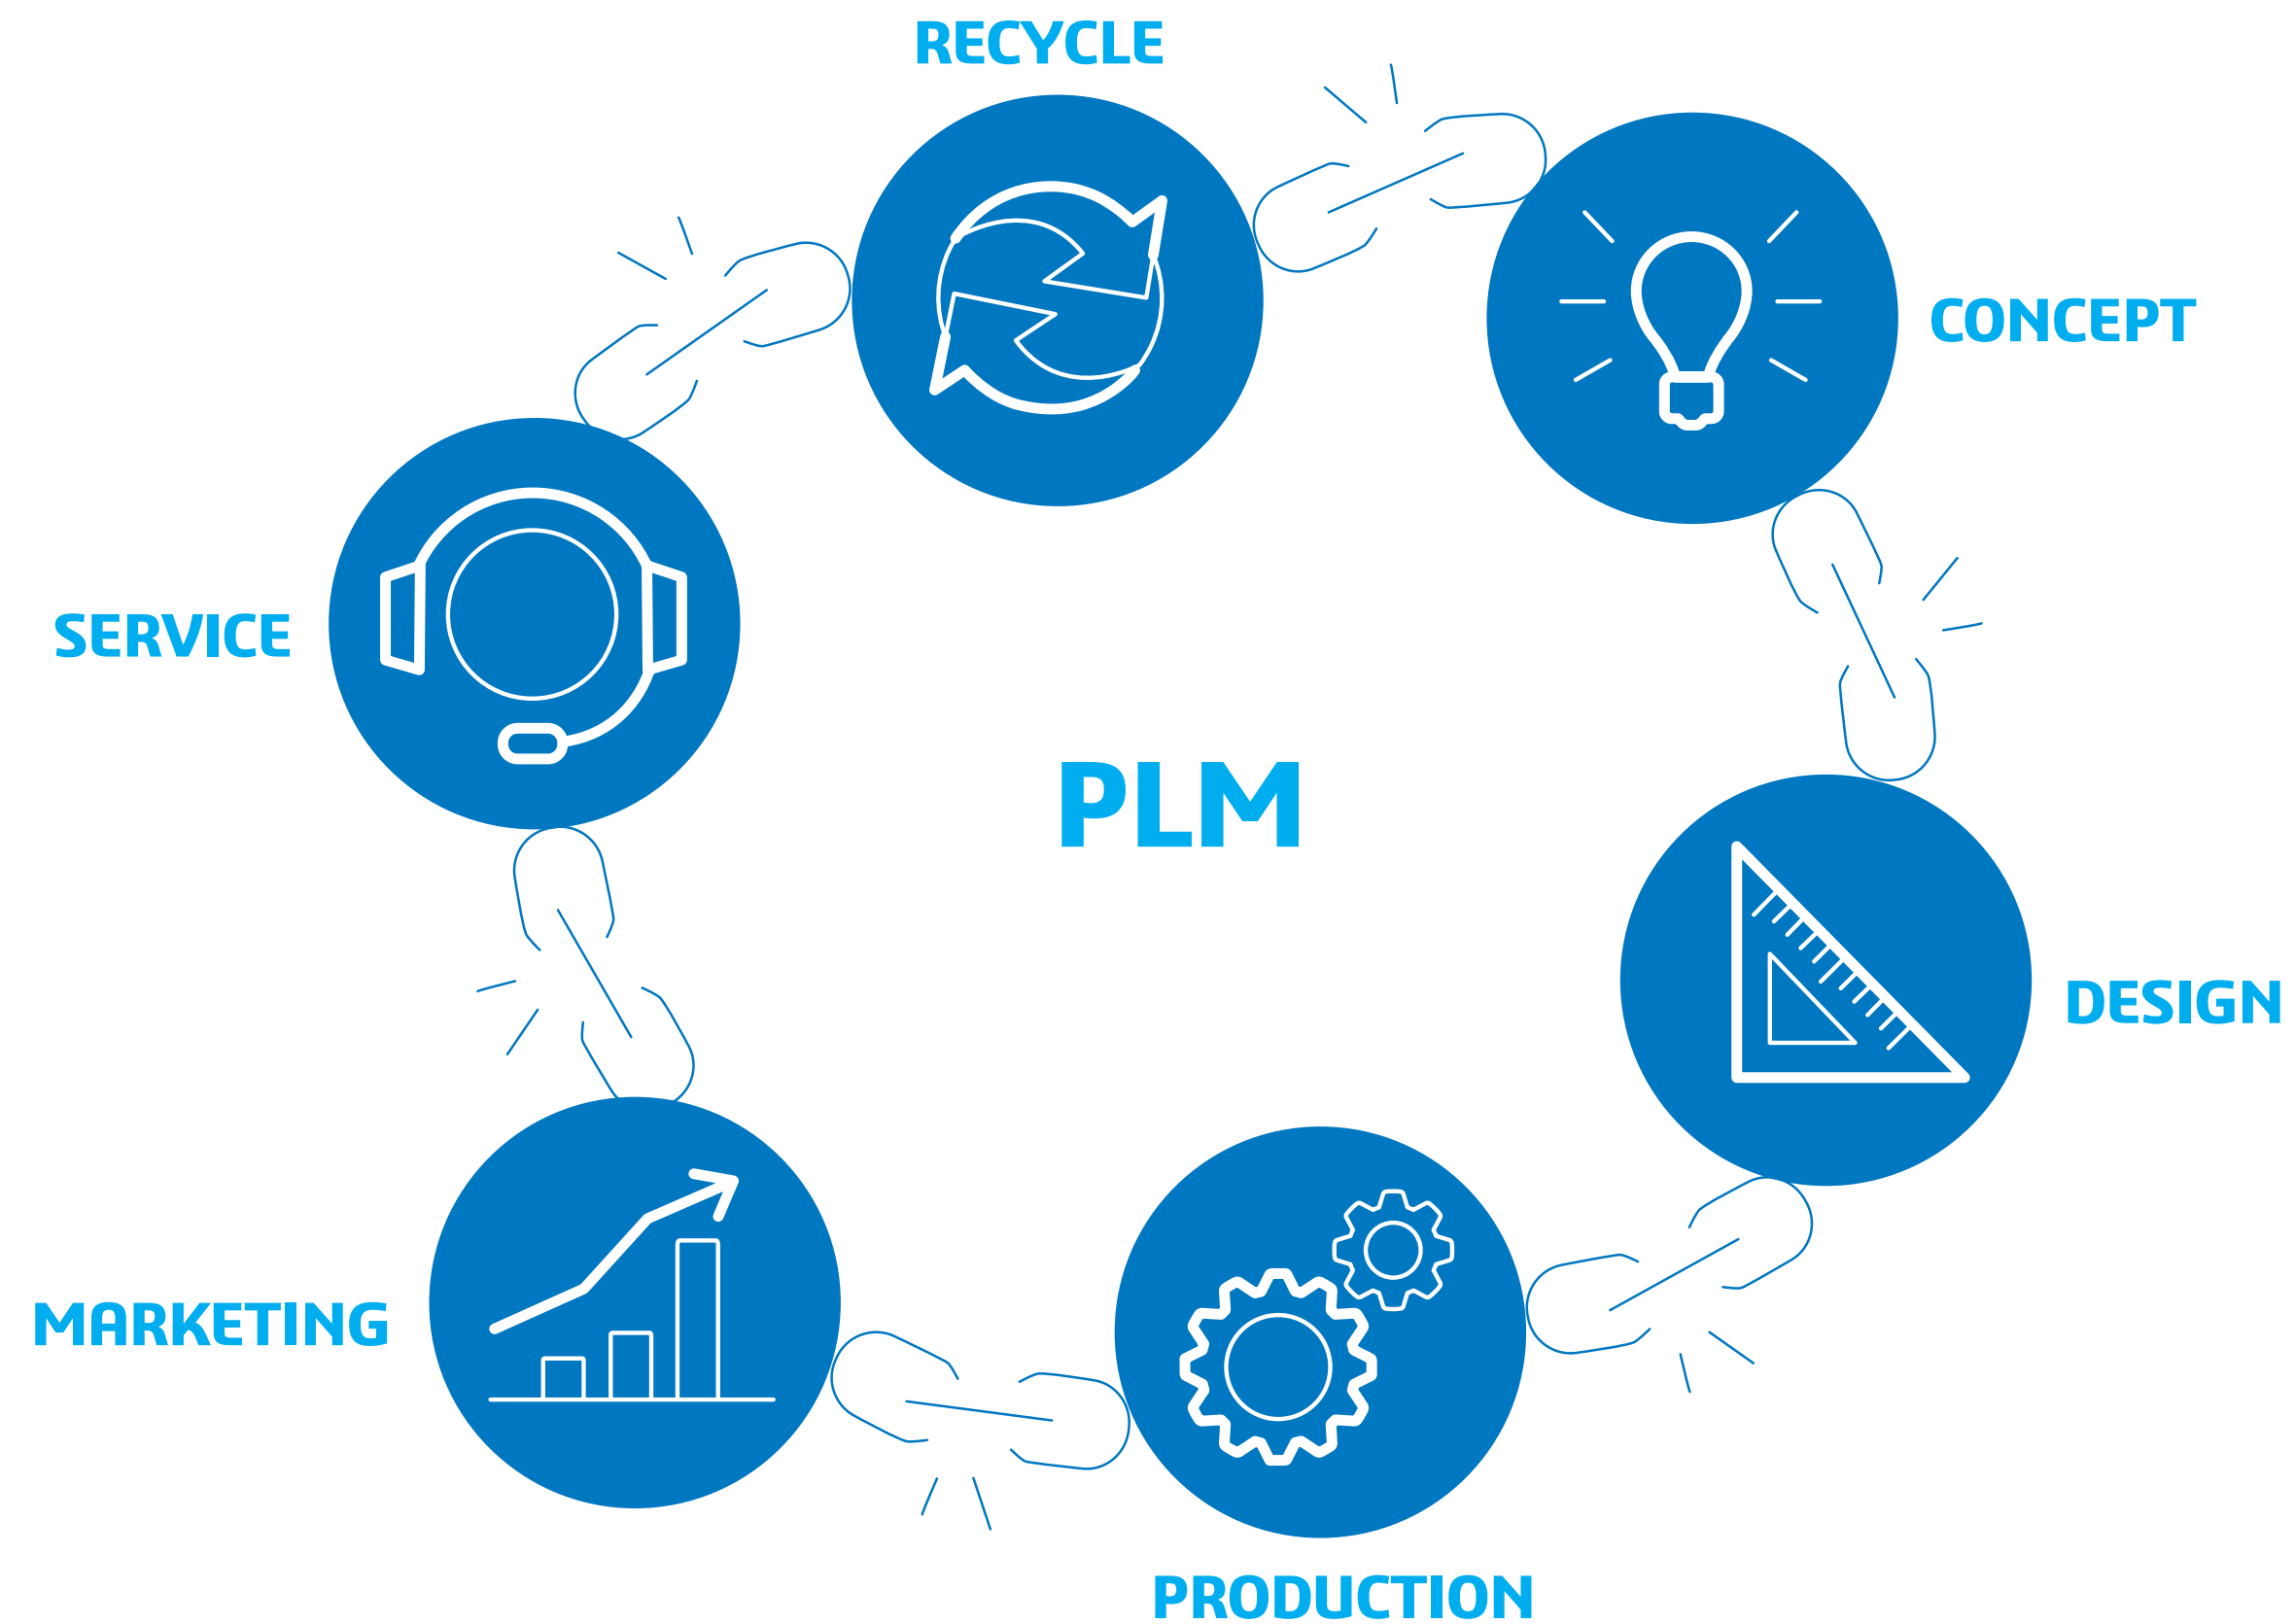 RECYCLE
CONCEPT
SERVICE
PLM
DESIGN
MARKETING
PRODUCTION